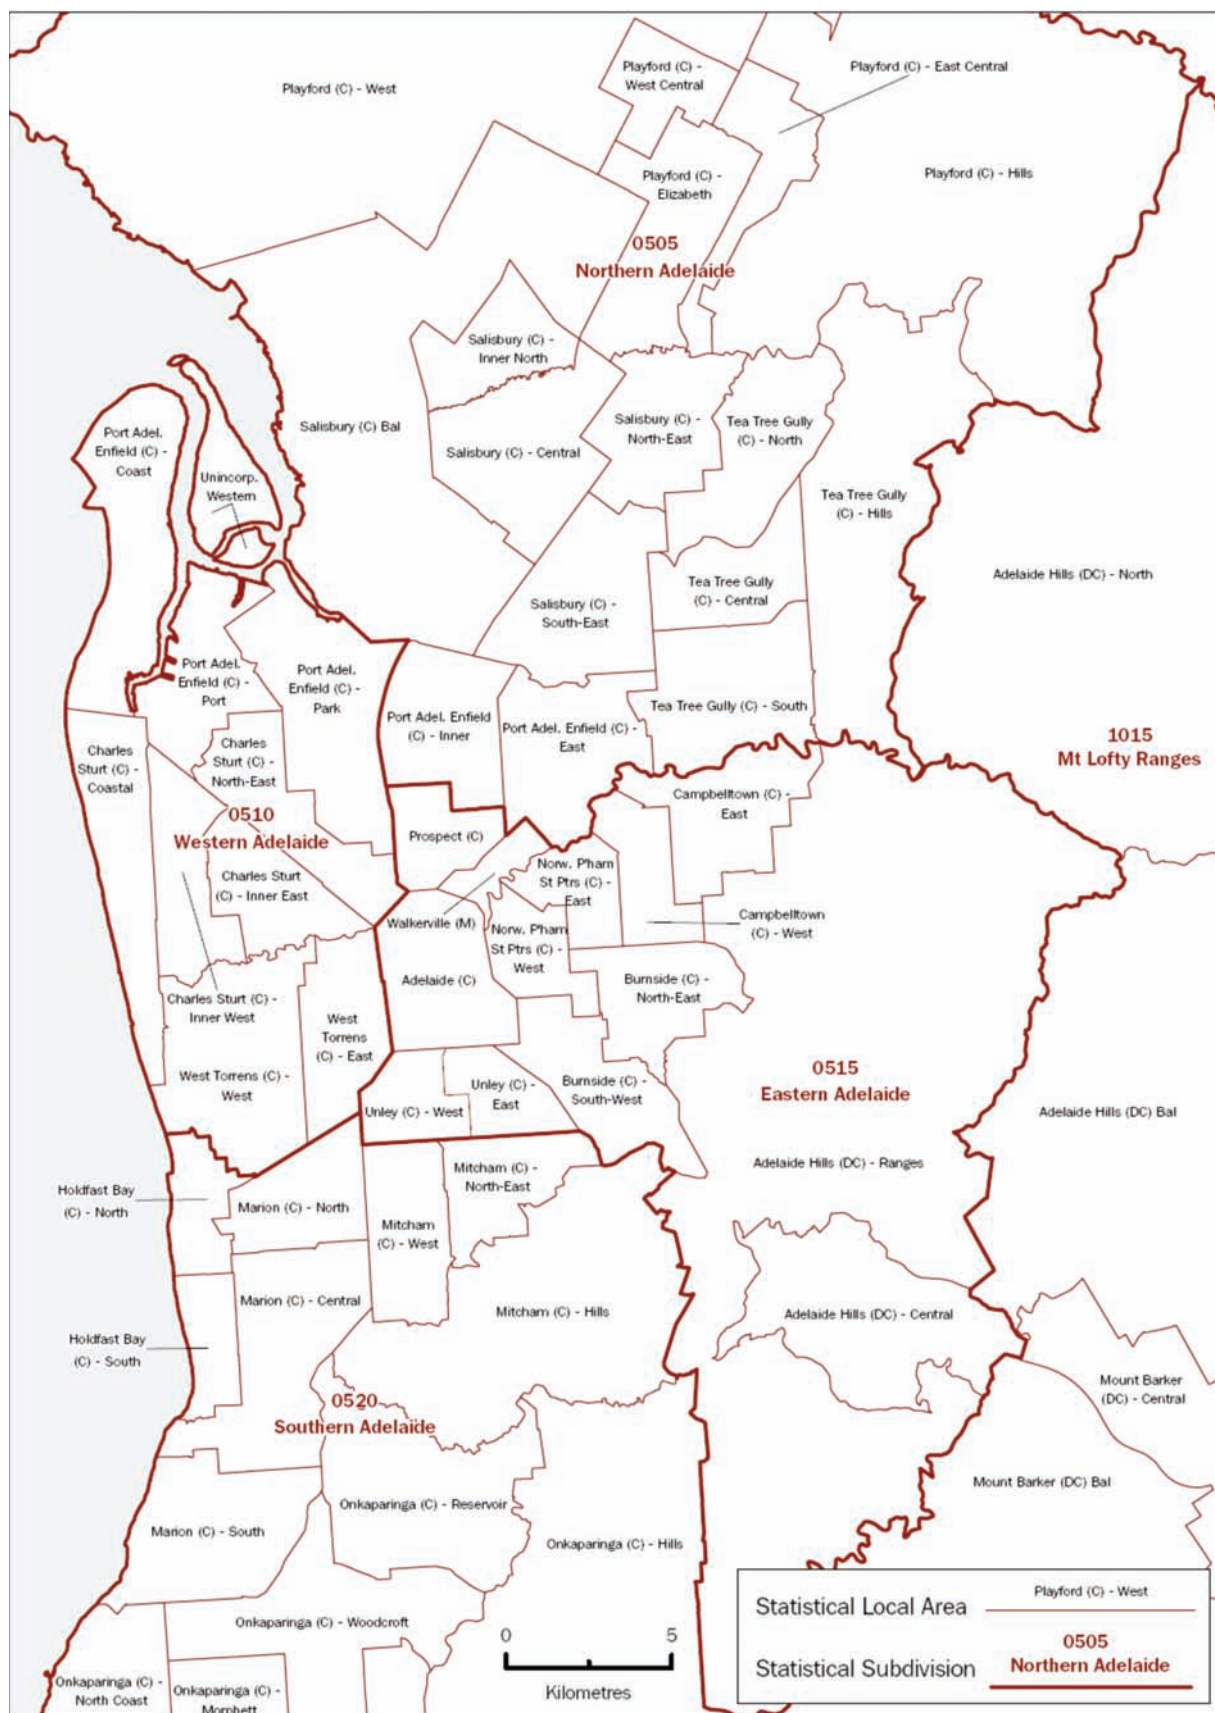 Playford (C) - West
Playford (C) -
West Central
Playford (C) - East Central
Playford (C) -
Elizabeth
Playford (C) - Hills
0505
Northern Adelaide
Salisbury (C) -
Inner North
Salisbury (C) Bal
Salisbury (C) - Central
Salisbury (C) -
North-East
Tea Tree Gully
(C) - North
Port Adel.
Enfield (C) -
Coast
Unincorp.
Western
Tea Tree Gully
(C) - Hills
Adelaide Hills (DC) - North
Tea Tree Gully
(C) - Central
Salisbury (C) -
South-East
Port Adel.
Enfield (C) -
Port
Port Adel.
Enfield (C) -
Park
Port Adel. Enfield
(C) - Inner
Port Adel. Enfield (C) -
East
Tea Tree Gully (C) - South
1015
Mt Lofty Ranges
Charles
Sturt (C) -
Coastal
Charles
Sturt (C) -
North-East
0510
Western Adelaide
Prospect (C)
Campbelltown (C) -
East
Charles Sturt
(C) - Inner East
Norw. P'ham
St Ptrs (C) -
East
Walkerville (M)
Norw. P'ham
St Ptrs (C) -
West
Campbelltown
(C) - West
Adelaide (C)
Burnside (C) -
North-East
Charles Sturt (C) -
Inner West
West
Torrens
(C) - East
West Torrens (C) -
West
Unley (C) - West
Unley (C) -
East
Burnside (C) -
South-West
0515
Eastern Adelaide
Adelaide Hills (DC) Bal
Adelaide Hills (DC) - Ranges
Holdfast Bay
(C) - North
Marion (C) - North
Mitcham (C) -
North-East
Mitcham
(C) - West
Marion (C) - Central
Mitcham (C) - Hills
Adelaide Hills (DC) - Central
Holdfast Bay
(C) - South
Mount Barker
(DC) - Central
0520
Southern Adelaide
Mount Barker (DC) Bal
Onkaparinga (C) - Reservoir
Marion (C) - South
Onkaparinga (C) - Hills
Onkaparinga (C) - Woodcroft
Onkaparinga (C) -
North Coast
Onkaparinga (C) -
Morphett
0 5
Kilometres
Statistical Local Area
Playford (C) - West
Statistical Subdivision
0505
Northern Adelaide